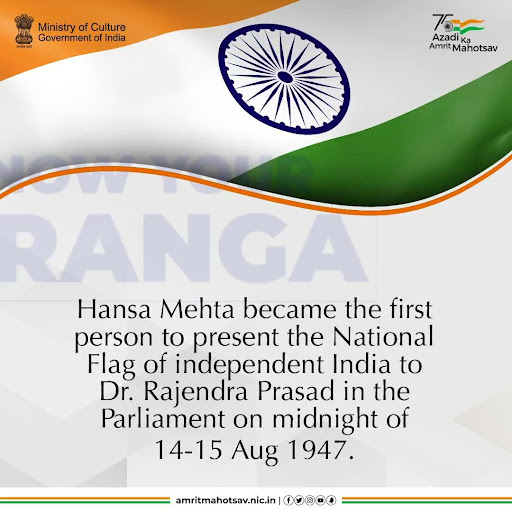 Ministry of Culture
Government of India
75
Azadi Ka
Amrit Mahotsav
NOW YOUR
RANGA
Hansa Mehta became the first
person to present the National
Flag of independent India to
Dr. Rajendra Prasad in the
Parliament on midnight of
14-15 Aug 1947.
amritmahotsav.nic.in